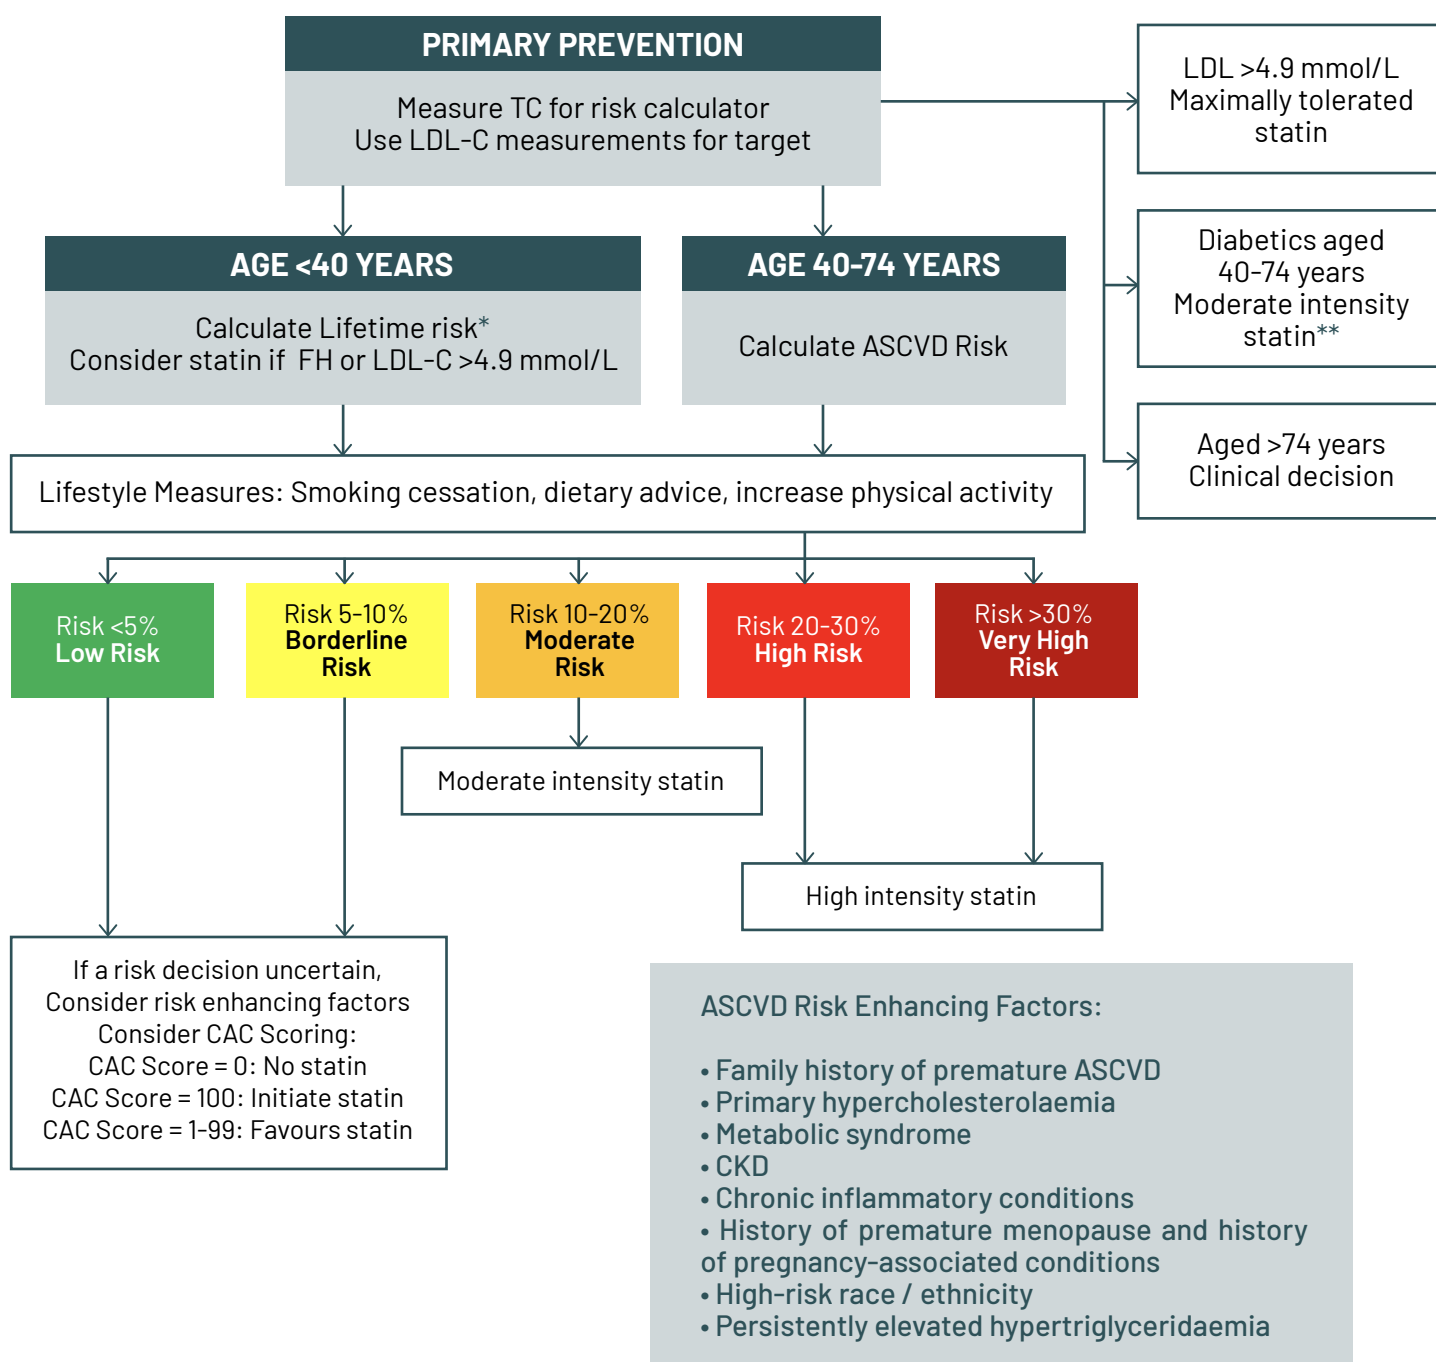 PRIMARY PREVENTION
Measure TC for risk calculator
Use LDL-C measurements for target
LDL >4.9 mmol/L
Maximally tolerated
statin
Diabetics aged
40-74 years
Moderate intensity
statin**
Aged >74 years
Clinical decision
AGE <40 YEARS
Calculate Lifetime risk*
Consider statin if FH or LDL-C >4.9 mmol/L
AGE 40-74 YEARS
Calculate ASCVD Risk
Lifestyle Measures: Smoking cessation, dietary advice, increase physical activity
Risk <5%
Low Risk
Risk 5-10%
Borderline
Risk
Risk 10-20%
Moderate
Risk
Risk 20-30%
High Risk
Risk >30%
Very High
Risk
Moderate intensity statin
High intensity statin
If a risk decision uncertain,
Consider risk enhancing factors
Consider CAC Scoring:
CAC Score = 0: No statin
CAC Score = 100: Initiate statin
CAC Score = 1-99: Favours statin
ASCVD Risk Enhancing Factors:
• Family history of premature ASCVD
• Primary hypercholesterolaemia
• Metabolic syndrome
• CKD
• Chronic inflammatory conditions
• History of premature menopause and history
of pregnancy-associated conditions
• High-risk race / ethnicity
• Persistently elevated hypertriglyceridaemia